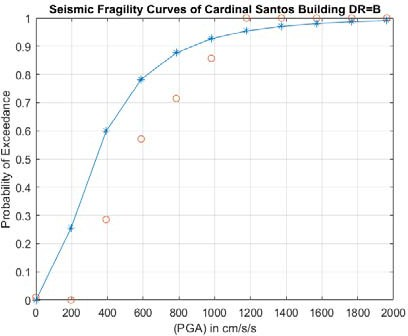 Seismic Fragility Curves of Cardinal Santos Building DR=B
1
0.9
0.8
0.7
0.6
0.5
0.4
0.3
0.2
0.1
0
Probability of Exceedance
0 200 400 600 800 1000 1200 1400 1600 1800 2000
(PGA) in cm/s/s